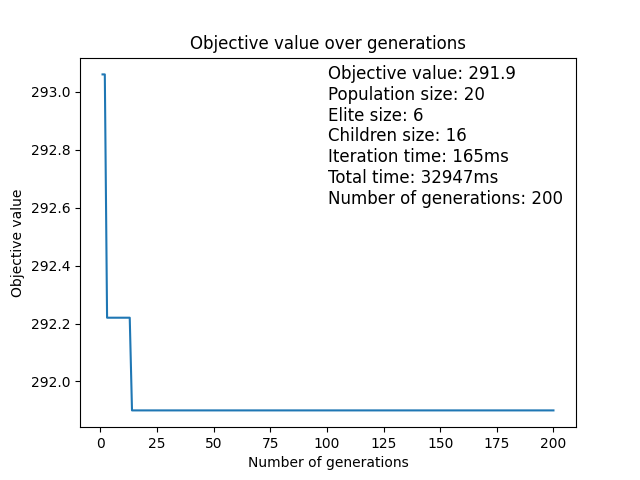 Objective value over generations
Objective value: 291.9
Population size: 20
Elite size: 6
Children size: 16
Iteration time: 165ms
Total time: 32947ms
Number of generations: 200
Objective value
293.0
292.8
292.6
292.4
292.2
292.0
0 25 50 75 100 125 150 175 200
Number of generations